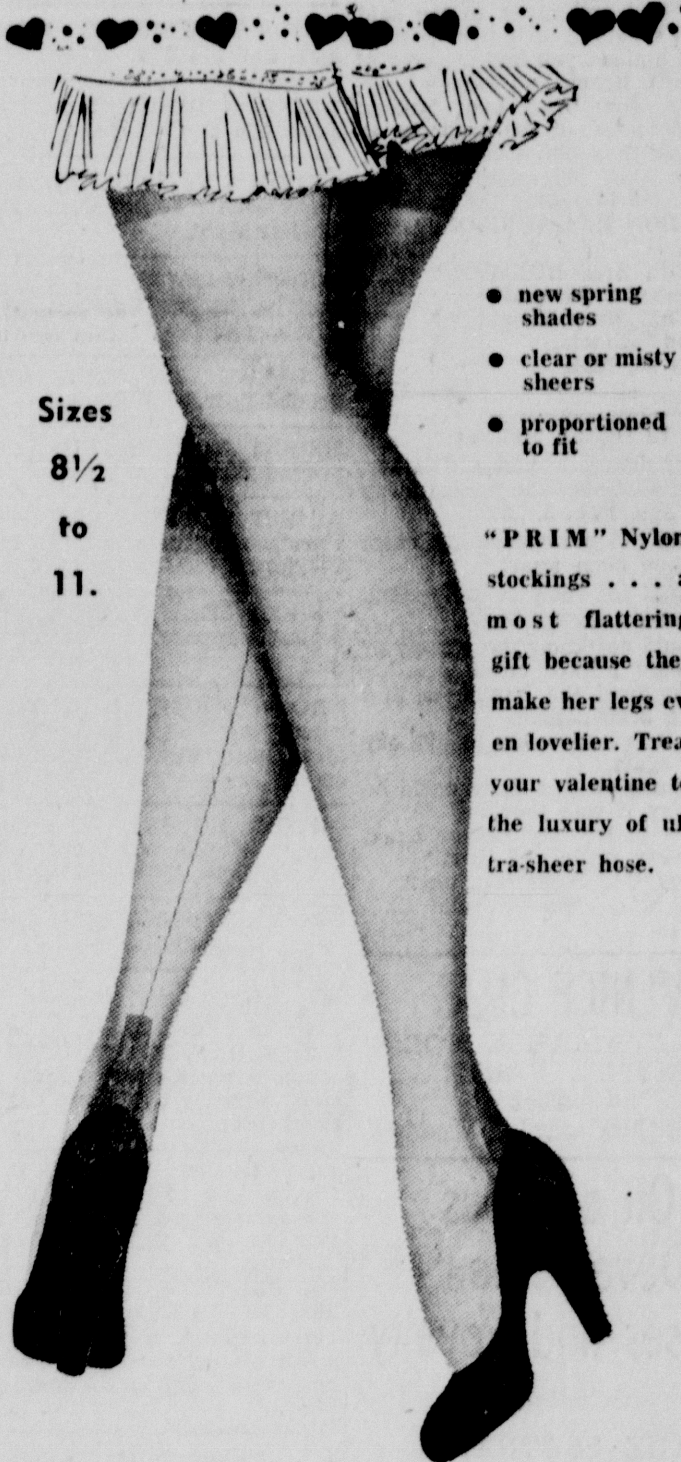 Sizes
8½
to
11.
• new spring
shades
• clear or misty
sheers
• proportioned
to fit
"PRIM" Nylon
stockings . . . a
most flattering
gift because the
make her legs ev
en lovelier. Trea
your valentine t
the luxury of ul
tra-sheer hose.